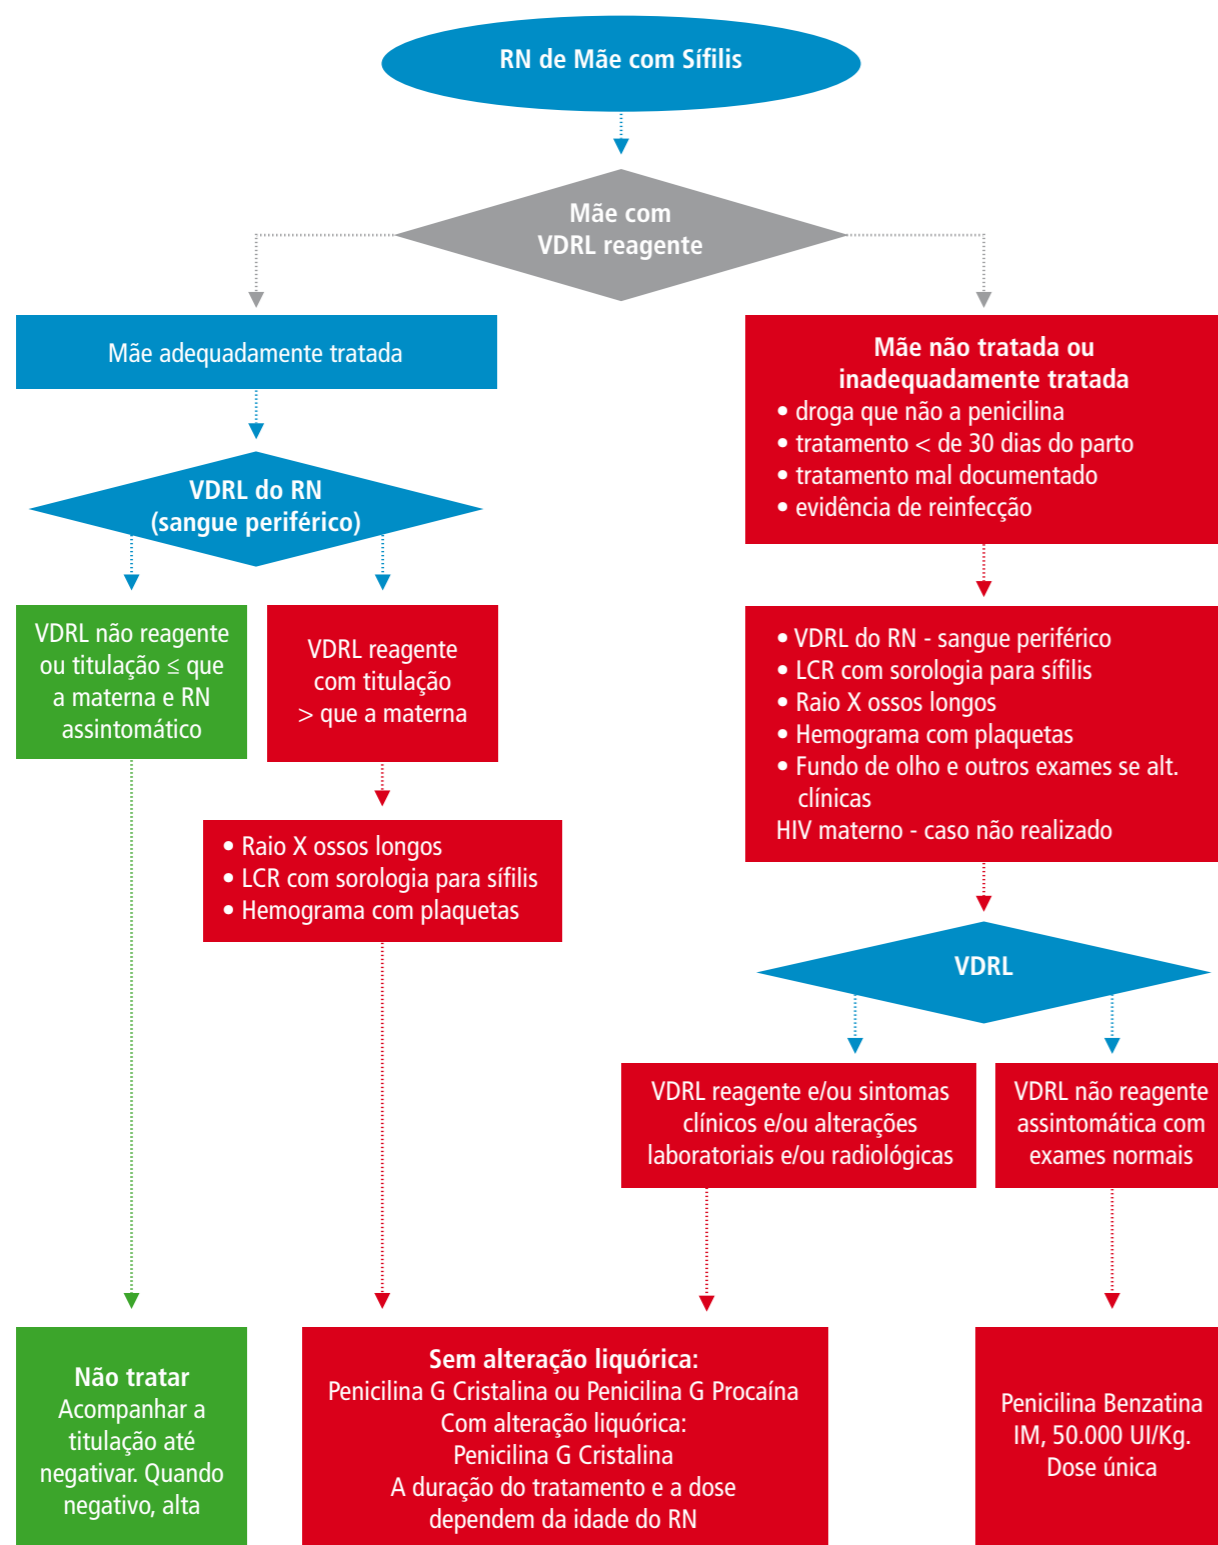 RN de Mãe com Sífilis
Mãe com
VDRL reagente
Mãe adequadamente tratada
Mãe não tratada ou
inadequadamente tratada
• droga que não a penicilina
• tratamento < de 30 dias do parto
• tratamento mal documentado
• evidência de reinfecção
VDRL do RN
(sangue periférico)
VDRL não reagente
ou titulação ≤ que
a materna e RN
assintomático
VDRL reagente
com titulação
> que a materna
• VDRL do RN - sangue periférico
• LCR com sorologia para sífilis
• Raio X ossos longos
• Hemograma com plaquetas
• Fundo de olho e outros exames se alt.
clínicas
HIV materno - caso não realizado
• Raio X ossos longos
• LCR com sorologia para sífilis
• Hemograma com plaquetas
VDRL
VDRL reagente e/ou sintomas
clínicos e/ou alterações
laboratoriais e/ou radiológicas
VDRL não reagente
assintomática com
exames normais
Não tratar
Acompanhar a
titulação até
negativar. Quando
negativo, alta
Sem alteração liquórica:
Penicilina G Cristalina ou Penicilina G Procaína
Com alteração liquórica:
Penicilina G Cristalina
A duração do tratamento e a dose
dependem da idade do RN
Penicilina Benzatina
IM, 50.000 UI/Kg.
Dose única